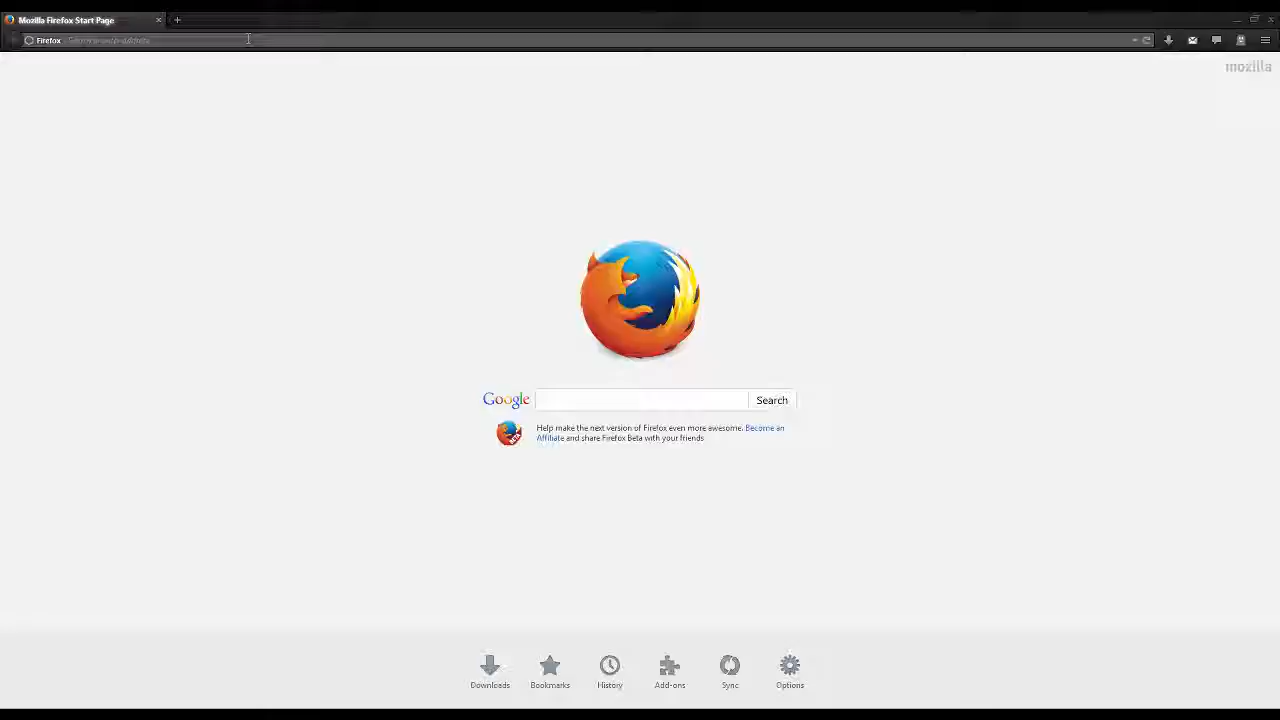 Mozilla Firefox Start Page
Firefox
mozilla
Google
Search
BETA
Help make the next version of Firefox even more awesome. Become an
Affiliate and share Firefox Beta with your friends
Downloads Bookmarks History Add-ons Sync Options